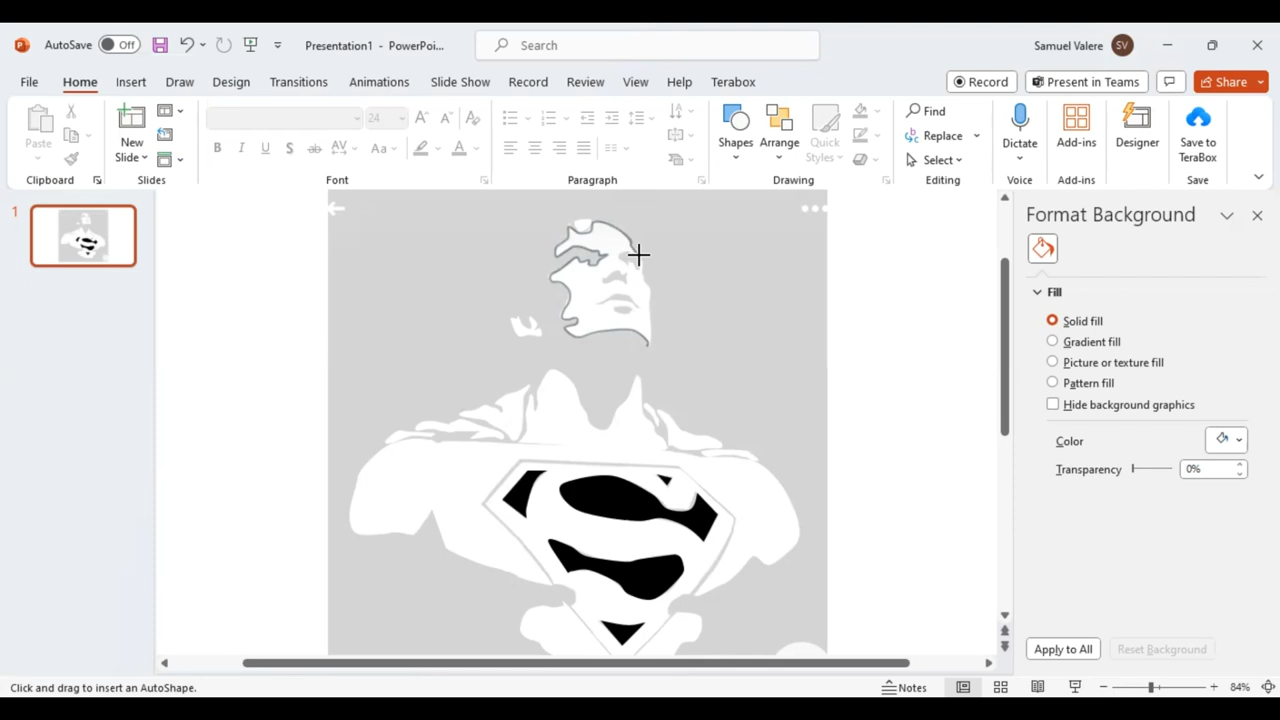 AutoSave Off Presentation1 - PowerPoi... Search Samuel Valere SV
File Home Insert Draw Design Transitions Animations Slide Show Record Review View Help Terabox Record Present in Teams Share
Paste New Slide 24 B I U S ab AV Aa A A A A Shapes Arrange Quick Styles Find Replace Select Dictate Add-ins Designer Save to TeraBox
Clipboard Slides Font Paragraph Drawing Editing Voice Add-ins Save
1
Format Background
Fill
Solid fill
Gradient fill
Picture or texture fill
Pattern fill
Hide background graphics
Color
Transparency 0%
Apply to All Reset Background
Click and drag to insert an AutoShape. Notes 84%